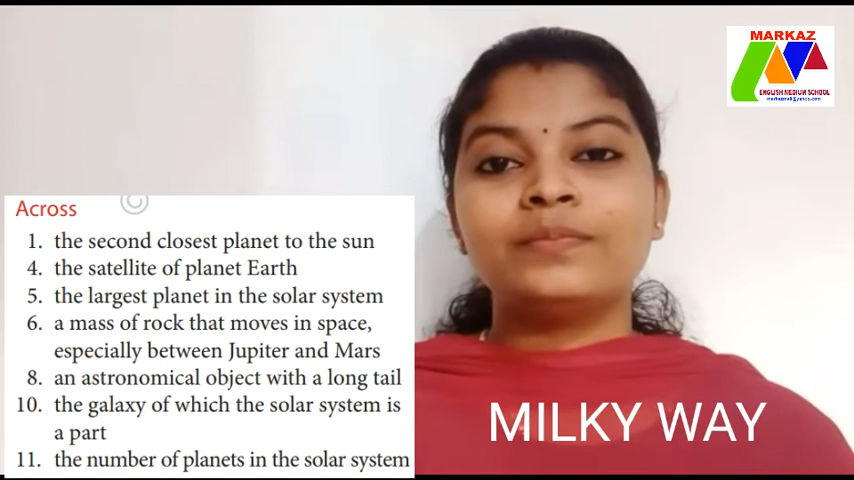 MARKAZ
ENGLISH MEDIUM SCHOOL
Across
©
1. the second closest planet to the sun
4. the satellite of planet Earth
5. the largest planet in the solar system
6. a mass of rock that moves in space,
especially between Jupiter and Mars
8. an astronomical object with a long tail
10. the galaxy of which the solar system is
a part
11. the number of planets in the solar system
MILKY WAY